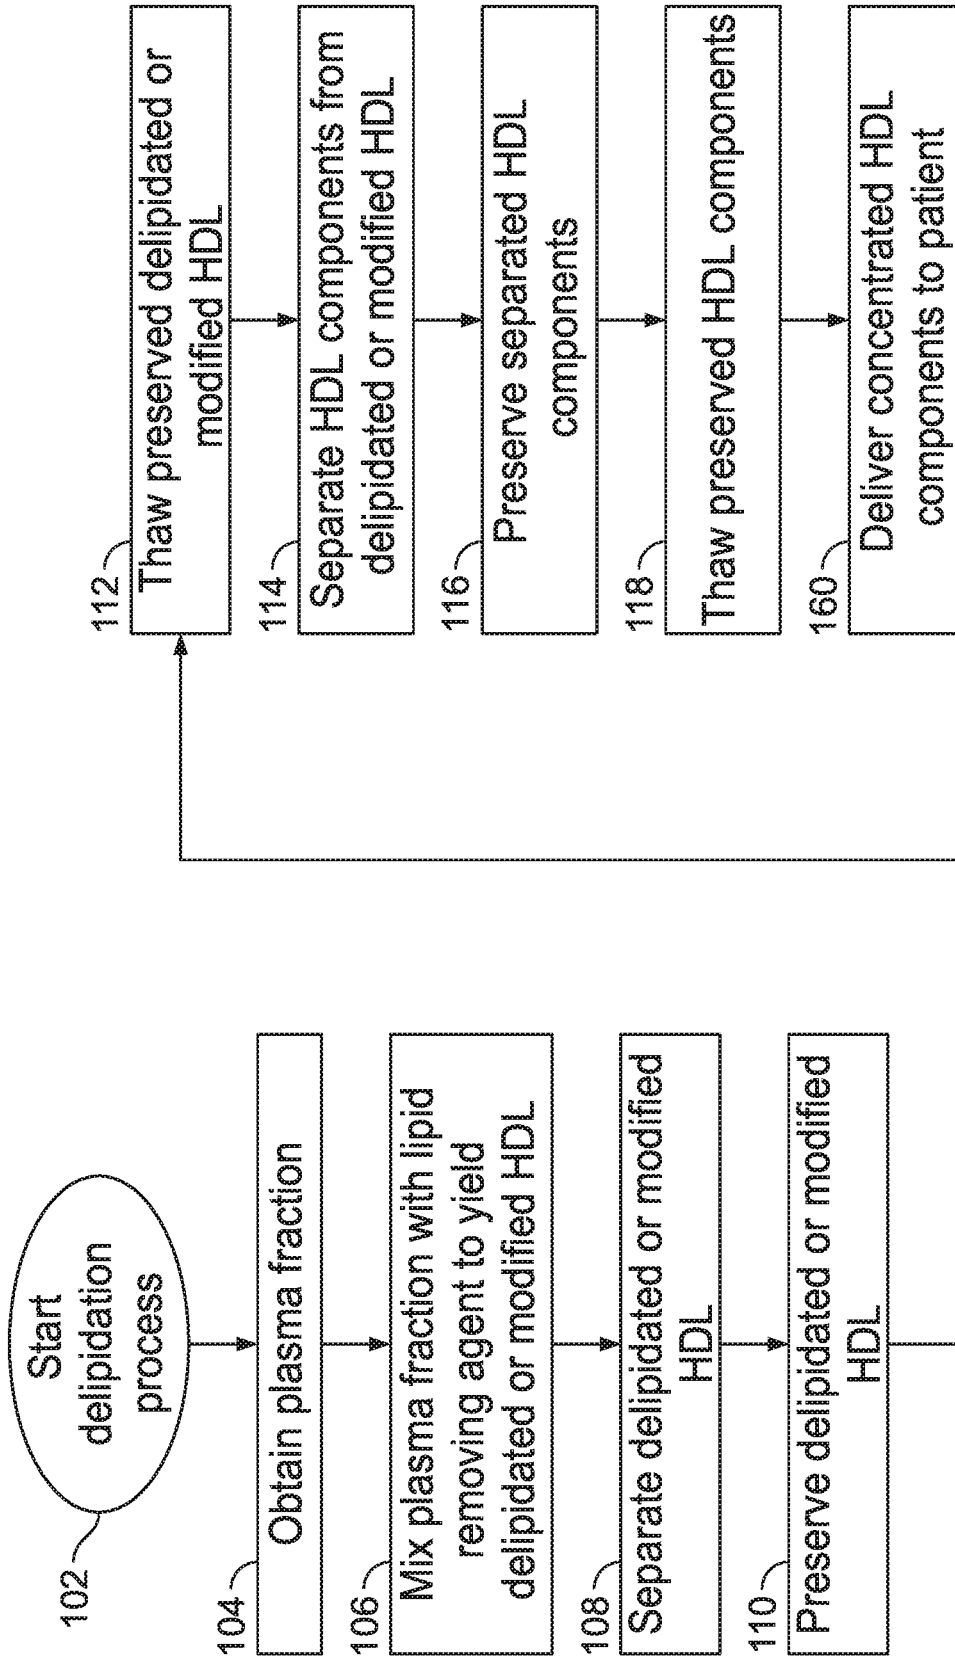 102
Start
delipidation
process
104
Obtain plasma fraction
106
Mix plasma fraction with lipid
removing agent to yield
delipidated or modified HDL
108
Separate delipidated or modified
HDL
110
Preserve delipidated or modified
HDL
112
Thaw preserved delipidated or
modified HDL
114
Separate HDL components from
delipidated or modified HDL
116
Preserve separated HDL
components
118
Thaw preserved HDL components
160
Deliver concentrated HDL
components to patient